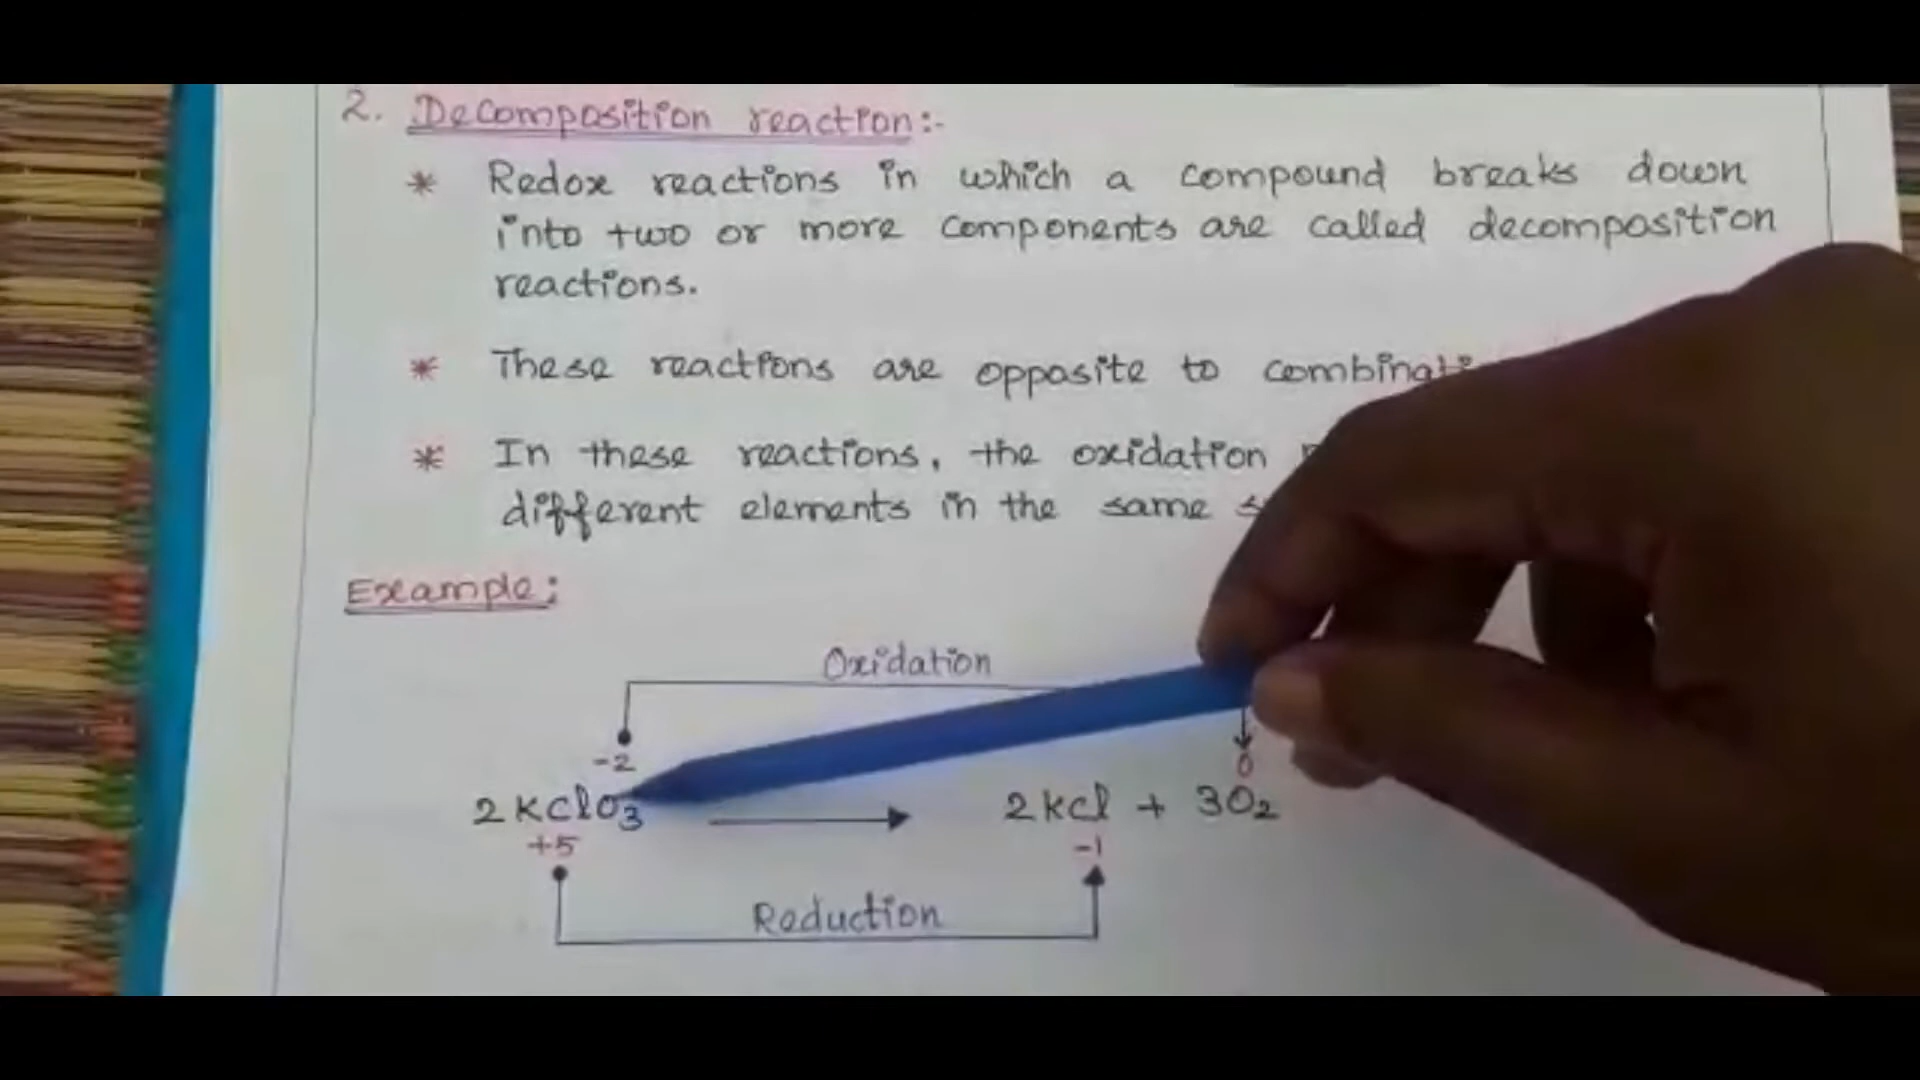 2. Decomposition reaction:-
* Redox reactions in which a compound breaks down
into two or more components are called decomposition
reactions.
* These reactions are opposite to
* In these reactions, the oxidation
different elements in the same
Example:
Oxidation
-2 0
2KClO3 → 2KCl + 3O2
+5 -1
Reduction